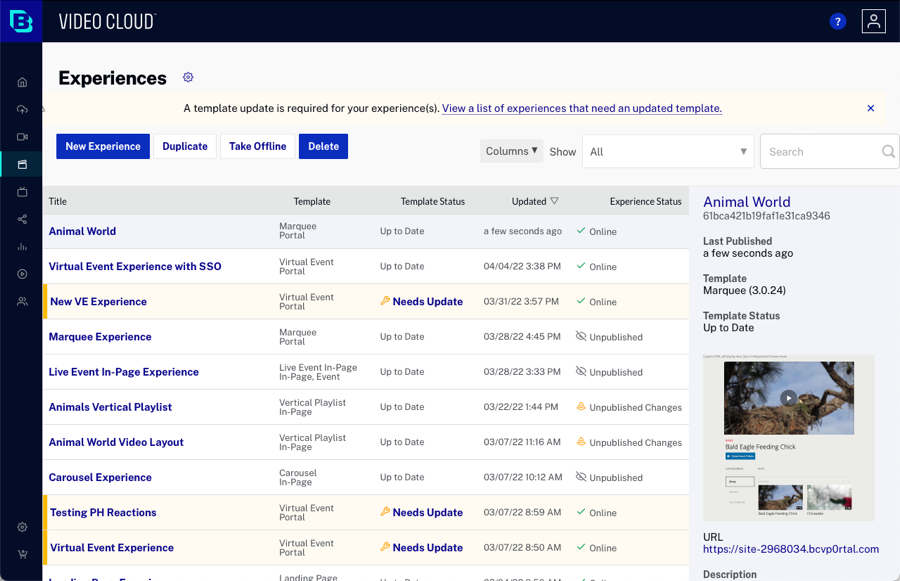 VIDEO CLOUD
?
Experiences
A template update is required for your experience(s). View a list of experiences that need an updated template.
New Experience Duplicate Take Offline Delete
Columns Show All Search
Title Template Template Status Updated Experience Status
Animal World Marquee Portal Up to Date a few seconds ago Online
Virtual Event Experience with SSO Virtual Event Portal Up to Date 04/04/22 3:38 PM Online
New VE Experience Virtual Event Portal Needs Update 03/31/22 3:57 PM Online
Marquee Experience Marquee Portal Up to Date 03/28/22 4:45 PM Unpublished
Live Event In-Page Experience Live Event In-Page In-Page, Event Up to Date 03/28/22 3:33 PM Unpublished
Animals Vertical Playlist Vertical Playlist In-Page Up to Date 03/22/22 1:44 PM Unpublished Changes
Animal World Video Layout Vertical Playlist In-Page Up to Date 03/07/22 11:16 AM Unpublished Changes
Carousel Experience Carousel In-Page Up to Date 03/07/22 10:12 AM Unpublished
Testing PH Reactions Virtual Event Portal Needs Update 03/07/22 8:59 AM Online
Virtual Event Experience Virtual Event Portal Needs Update 03/07/22 8:50 AM Online
Landing Page
Animal World
61bca421b19faf1e31ca9346
Last Published
a few seconds ago
Template
Marquee (3.0.24)
Template Status
Up to Date
Bald Eagle Feeding Chick
Bald Eagle Feeding Chick Chickadee
URL
https://site-2968034.bcvp0rtal.com
Description